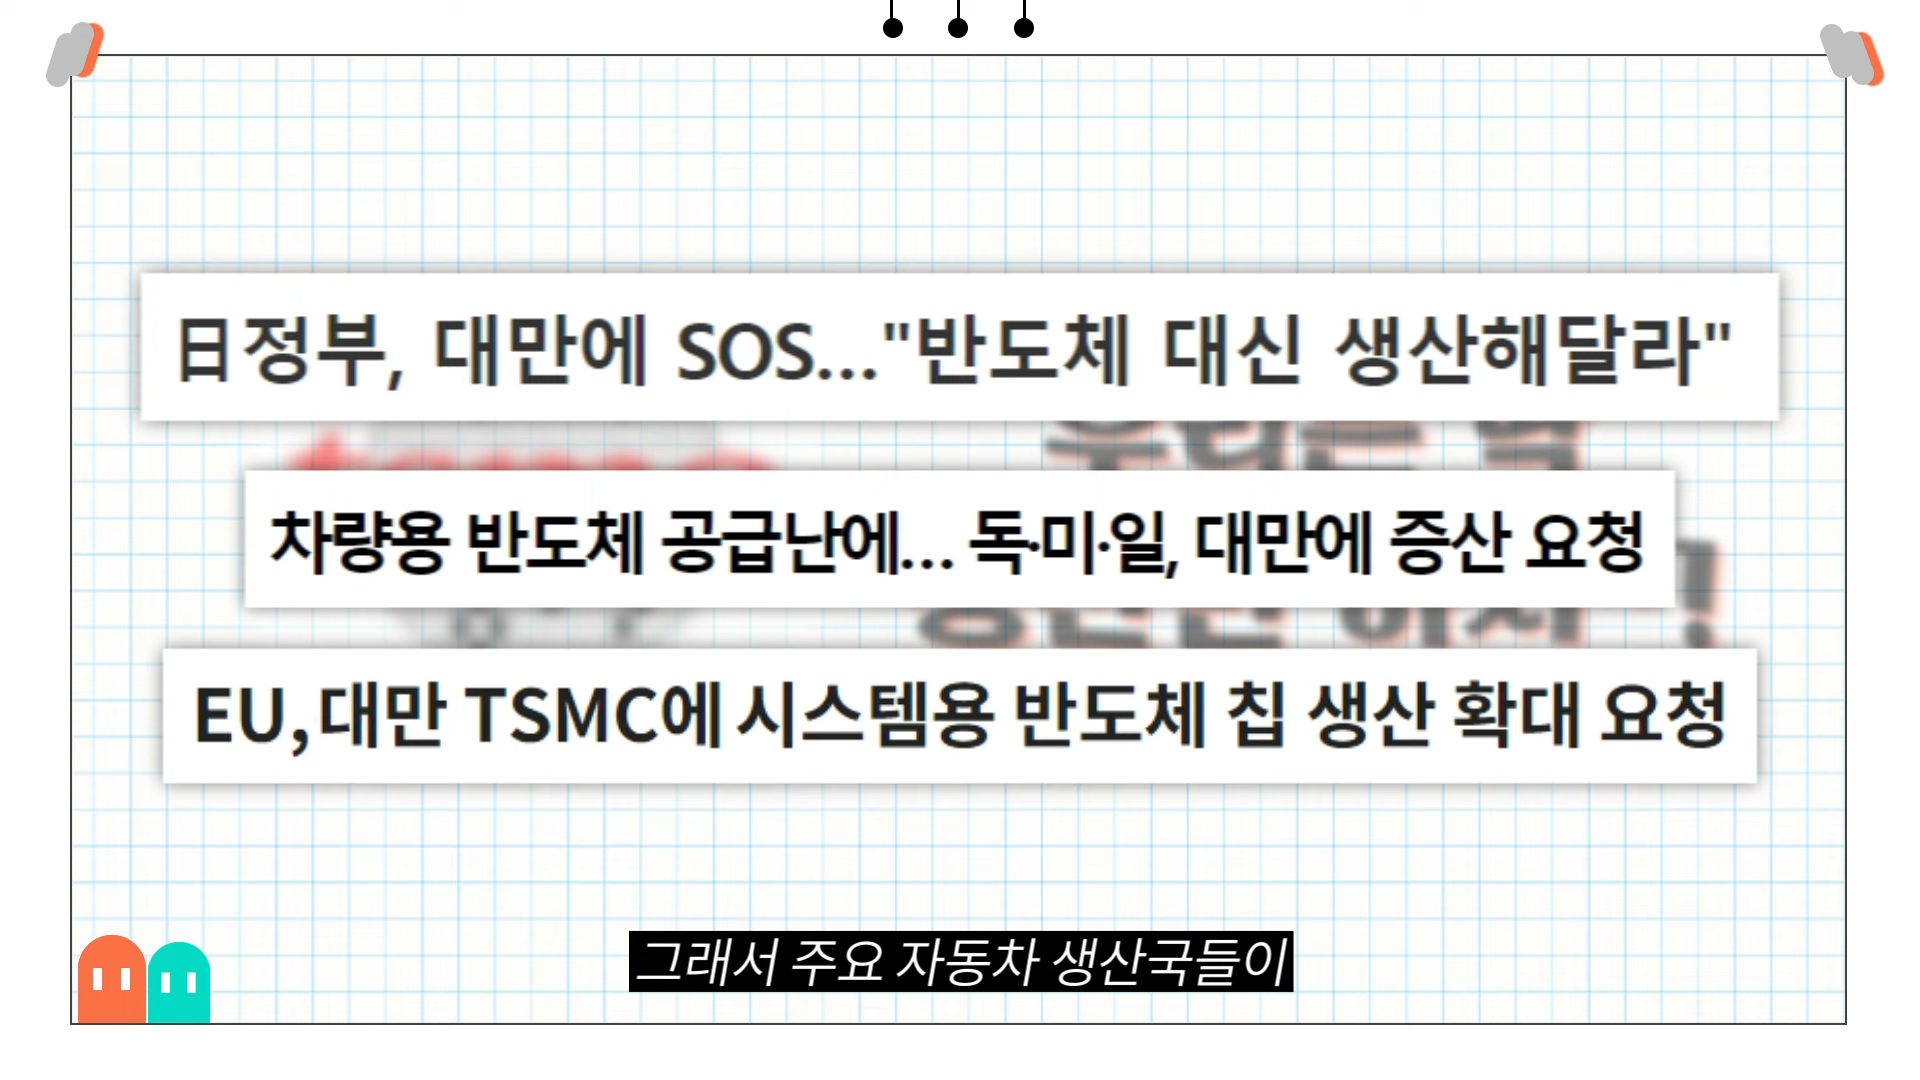 日정부, 대만에 SOS..."반도체 대신 생산해달라"
차량용 반도체 공급난에... 독·미·일, 대만에 증산 요청
EU,대만 TSMC에 시스템용 반도체 칩 생산 확대 요청
그래서 주요 자동차 생산국들이